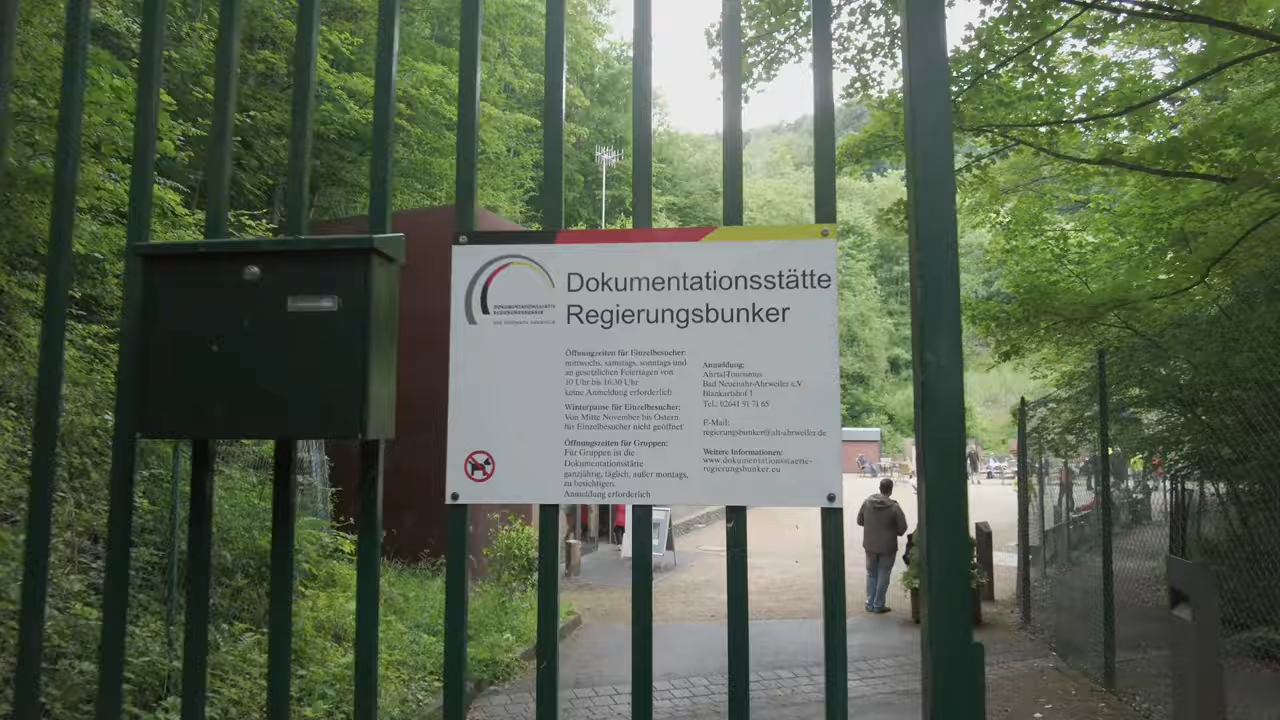 Dokumentationsstätte
Regierungsbunker
DOKUMENTATIONSSTÄTTE
REGIERUNGSBUNKER
Öffnungszeiten für Einzelbesucher:
mittwochs, samstags, sonntags und
an gesetzlichen Feiertagen von
10 Uhr bis 16.30 Uhr
keine Anmeldung erforderlich
Winterpause für Einzelbesucher:
Von Mitte November bis Ostern
für Einzelbesucher nicht geöffnet
Öffnungszeiten für Gruppen:
Für Gruppen ist die
Dokumentationsstätte
ganzjährig, täglich, außer montags,
zu besichtigen.
Anmeldung erforderlich
Anmeldung:
Ahrtal-Tourismus
Bad Neuenahr-Ahrweiler e.V
Blankartshof 1
Tel.: 02641 91 71 65
E-Mail:
regierungsbunker@alt-ahrweiler.de
Weitere Informationen:
www.dokumentationsstaerte-
regierungsbunker.eu